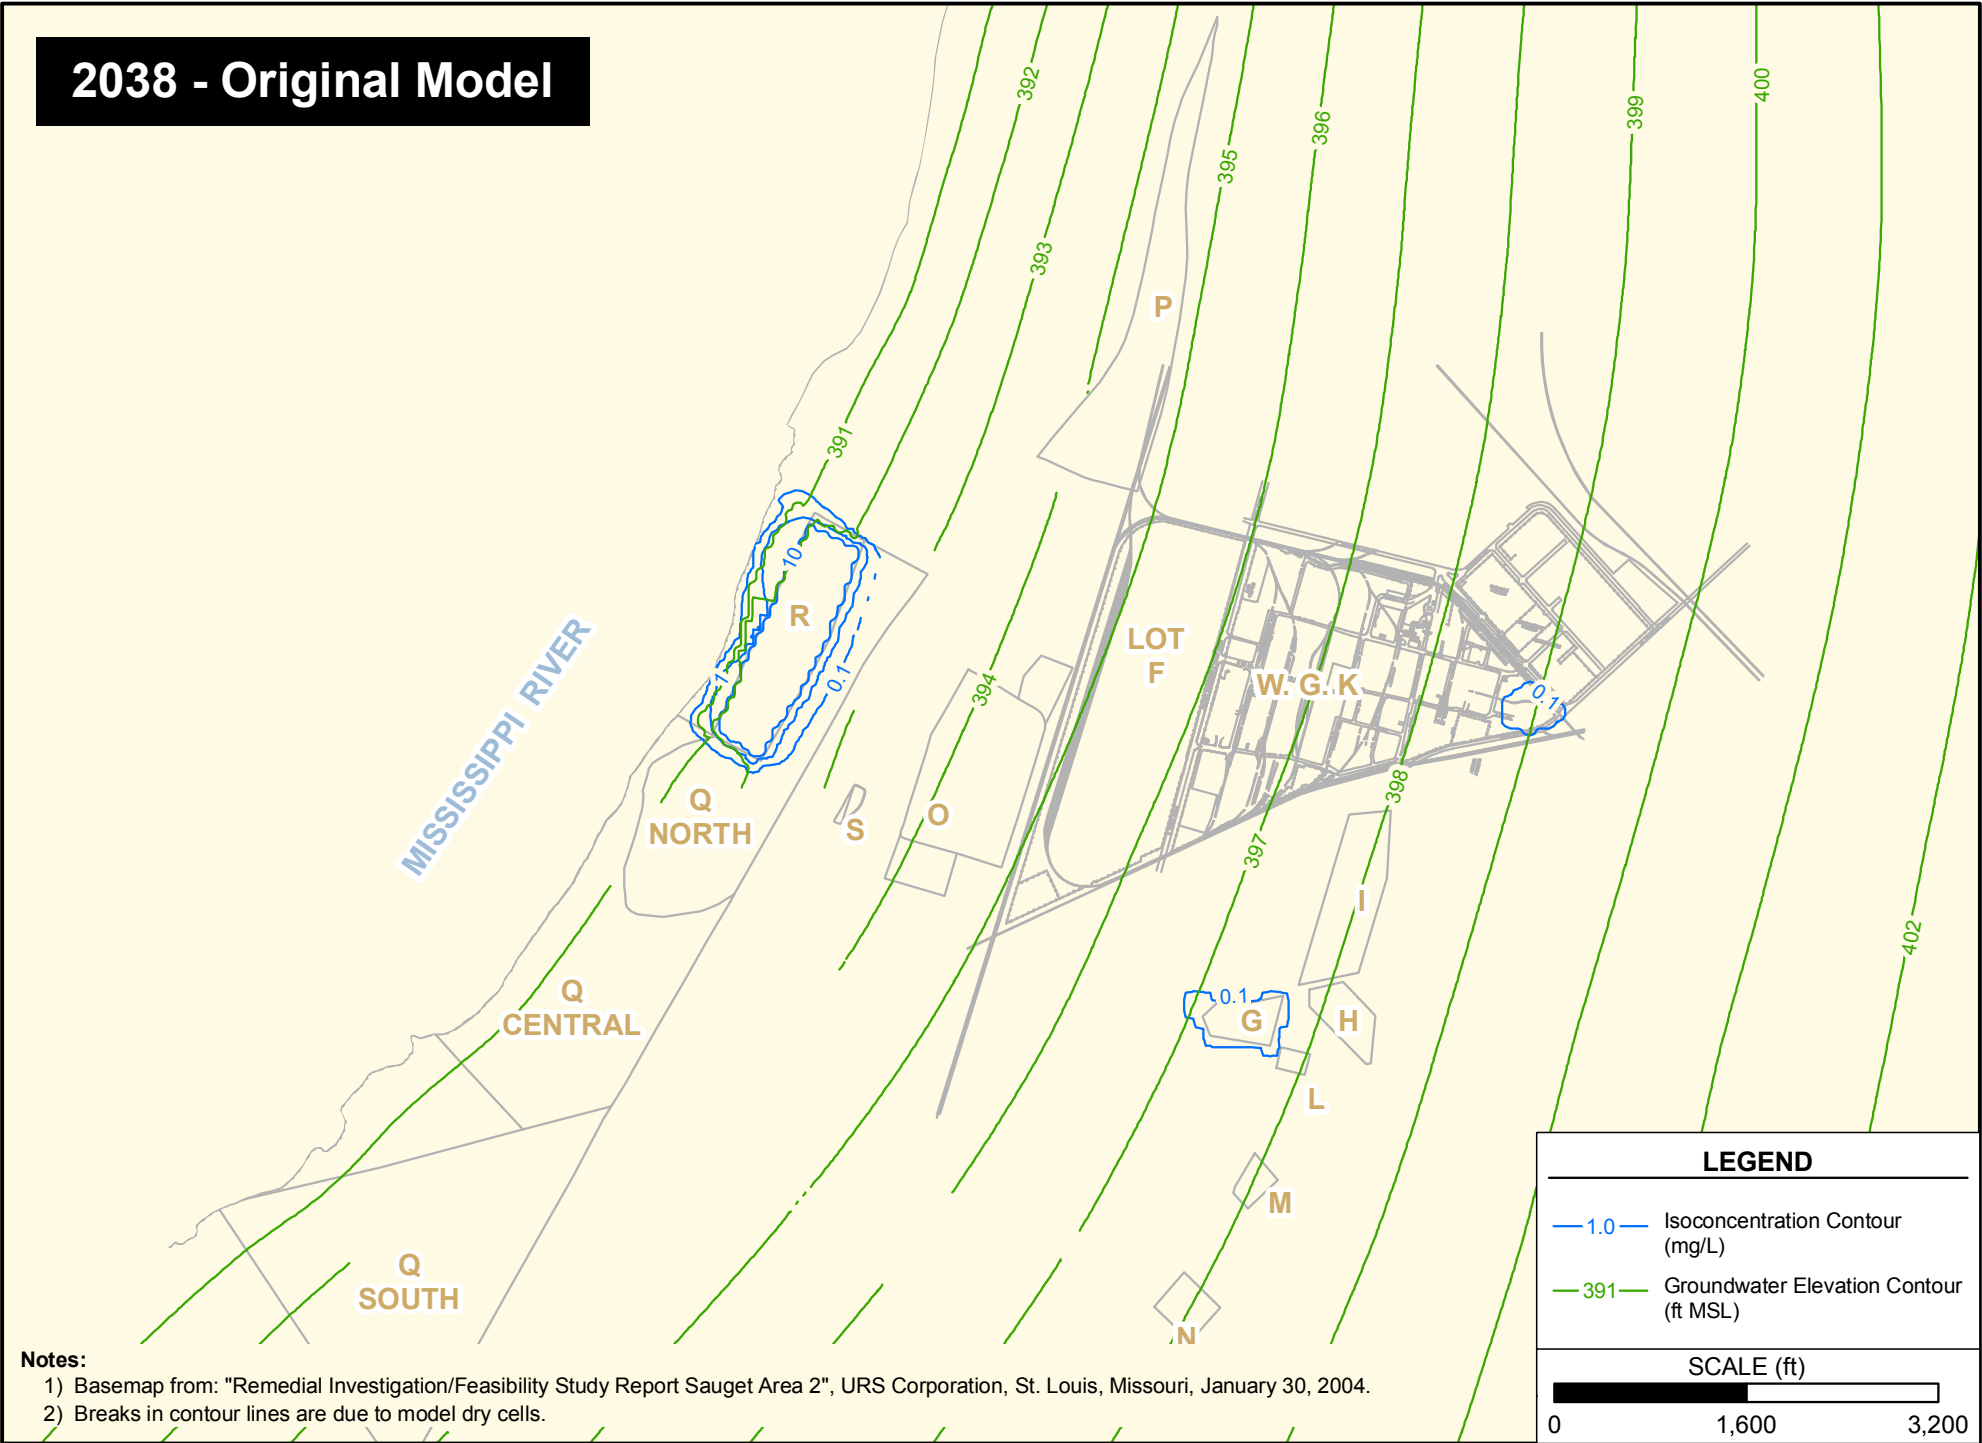 2038 - Original Model
392
400
399
396
395
393
P
391
10
R
LOT
F
W. G. K
394
1
0.1
0.1
MISSISSIPPI RIVER
398
Q
NORTH
S
O
397
I
402
Q
CENTRAL
0.1
G
H
L
M
Q
SOUTH
N
LEGEND
1.0
Isoconcentration Contour
(mg/L)
391
Groundwater Elevation Contour
(ft MSL)
SCALE (ft)
0
1,600
3,200
Notes:
1) Basemap from: "Remedial Investigation/Feasibility Study Report Sauget Area 2", URS Corporation, St. Louis, Missouri, January 30, 2004.
2) Breaks in contour lines are due to model dry cells.